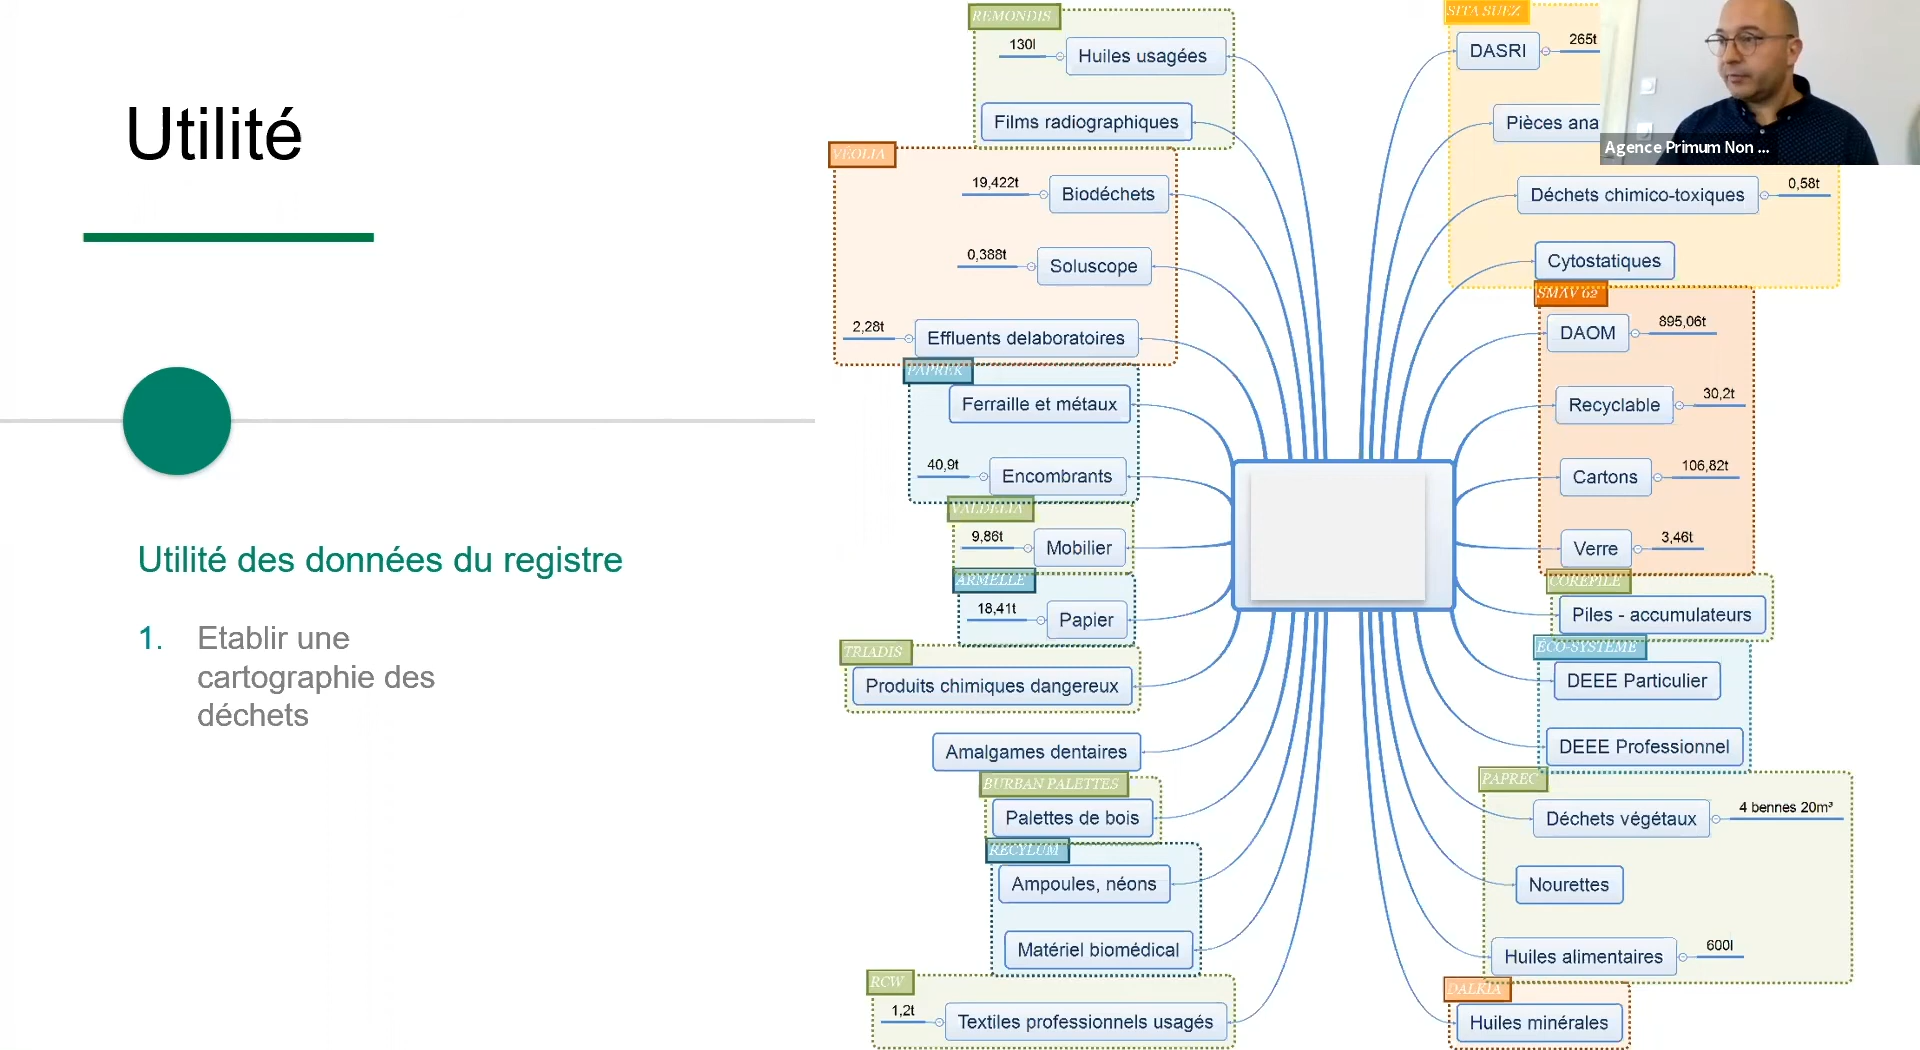 Utilité
Utilité des données du registre
1. Etablir une
cartographie des
déchets
REMONDIS
130l
Huiles usagées
Films radiographiques
VEOLIA
19,422t
Biodéchets
0,388t
Soluscope
2,28t
Effluents delaboratoires
PAPREK
Ferraille et métaux
40,9t
Encombrants
VALDELIA
9,86t
Mobilier
ARMELLE
18,41t
Papier
TRIADIS
Produits chimiques dangereux
Amalgames dentaires
BURBAN PALETTES
Palettes de bois
RECYLUM
Ampoules, néons
Matériel biomédical
RCW
1,2t
Textiles professionnels usagés
SITA SUEZ
DASRI
265t
Pièces ana
Déchets chimico-toxiques
0,58t
Cytostatiques
SMAV 62
DAOM
895,06t
Recyclable
30,2t
Cartons
106,82t
Verre
3,46t
COREPILE
Piles - accumulateurs
ÉCO-SYSTÈME
DEEE Particulier
DEEE Professionnel
PAPREC
Déchets végétaux
4 bennes 20m³
Nourettes
Huiles alimentaires
600l
DALKIA
Huiles minérales
Agence Primum Non ...